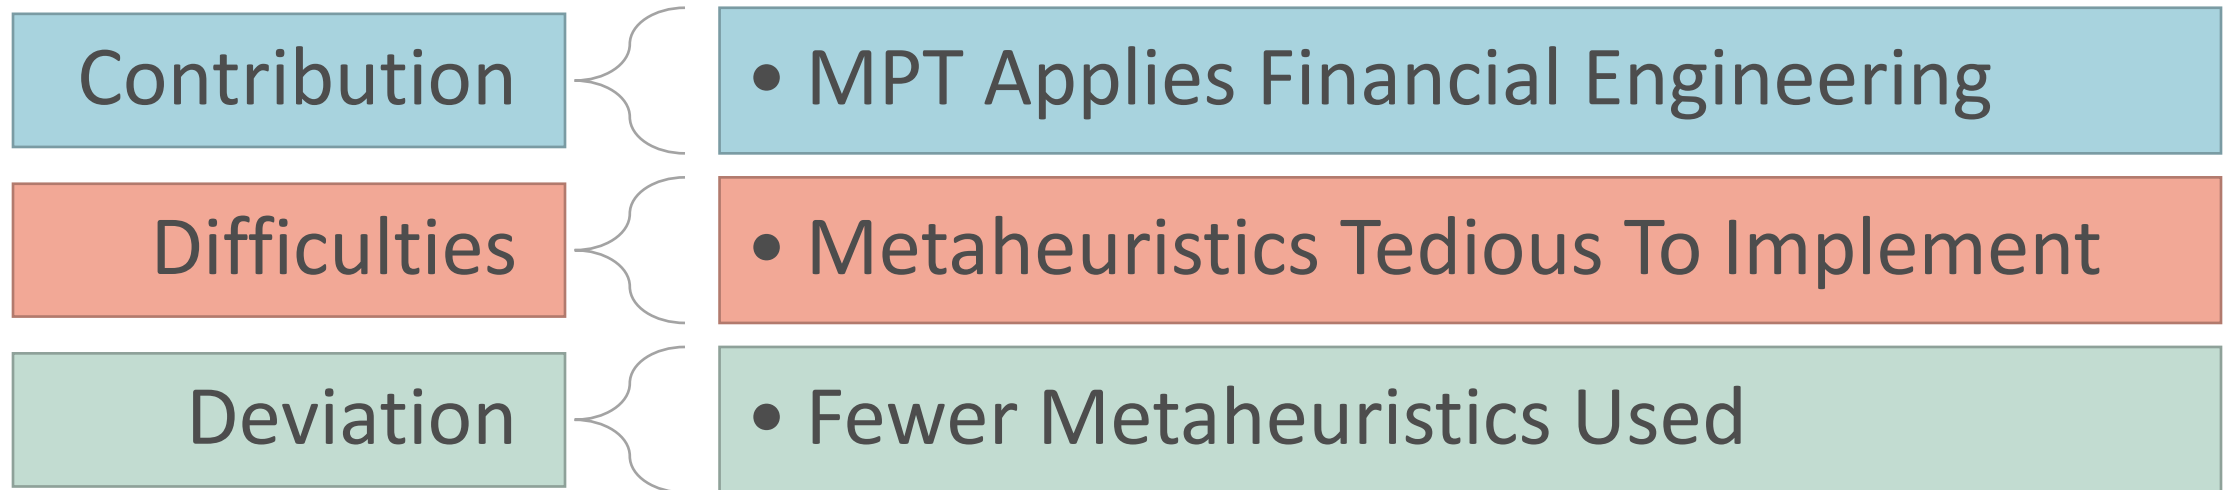 Contribution
• MPT Applies Financial Engineering
Difficulties
• Metaheuristics Tedious To Implement
Deviation
• Fewer Metaheuristics Used